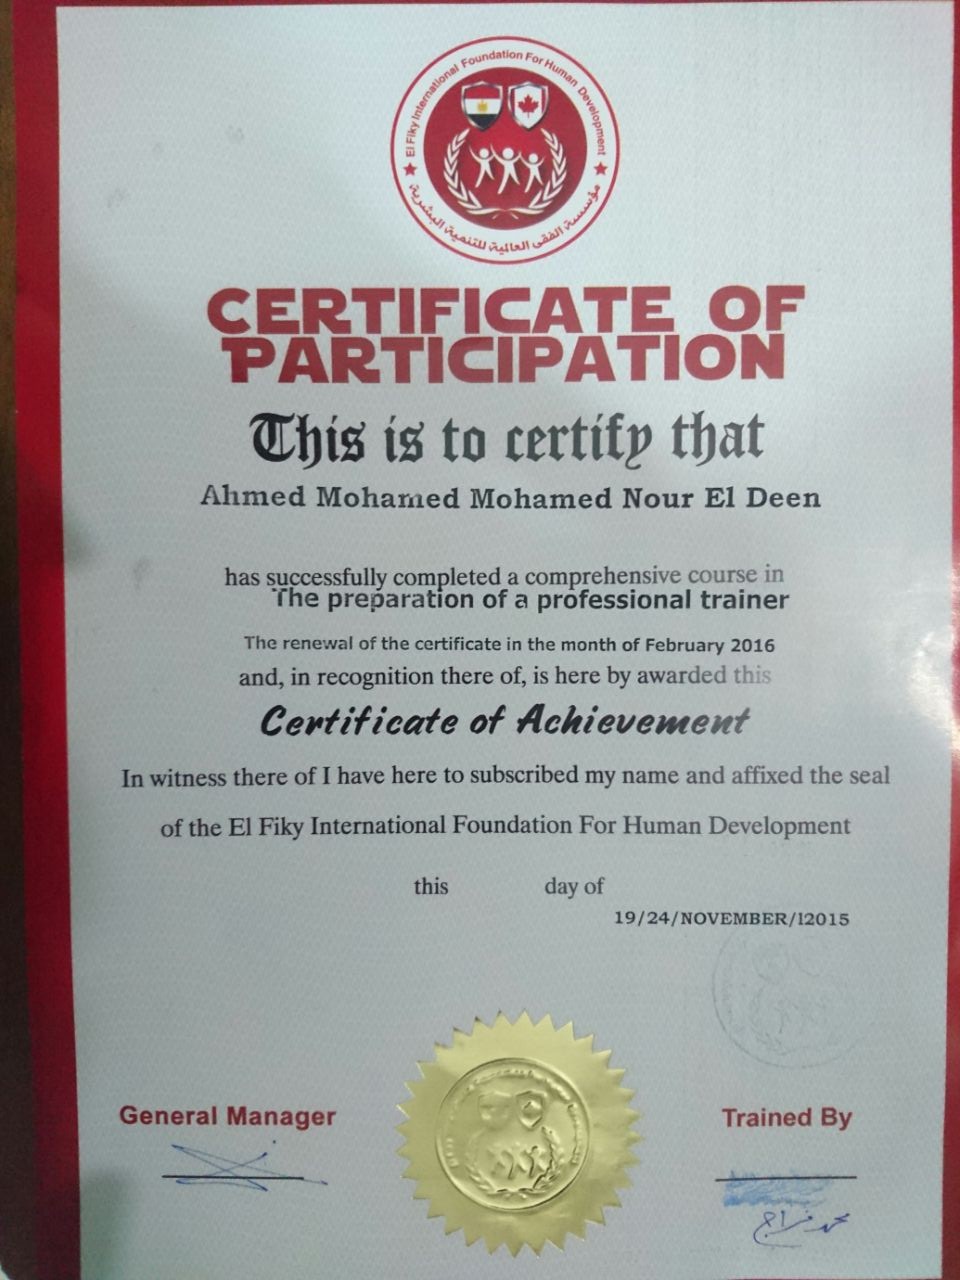 El Fiky International Foundation For Human Development
مؤسسة الفقى العالمية للتنمية البشرية
CERTIFICATE OF
PARTICIPATION
This is to certify that
Ahmed Mohamed Mohamed Nour El Deen
has successfully completed a comprehensive course in
The preparation of a professional trainer
The renewal of the certificate in the month of February 2016
and, in recognition there of, is here by awarded this
Certificate of Achievement
In witness there of I have here to subscribed my name and affixed the seal
of the El Fiky International Foundation For Human Development
this day of
19/24/NOVEMBER/l2015
General Manager
Trained By